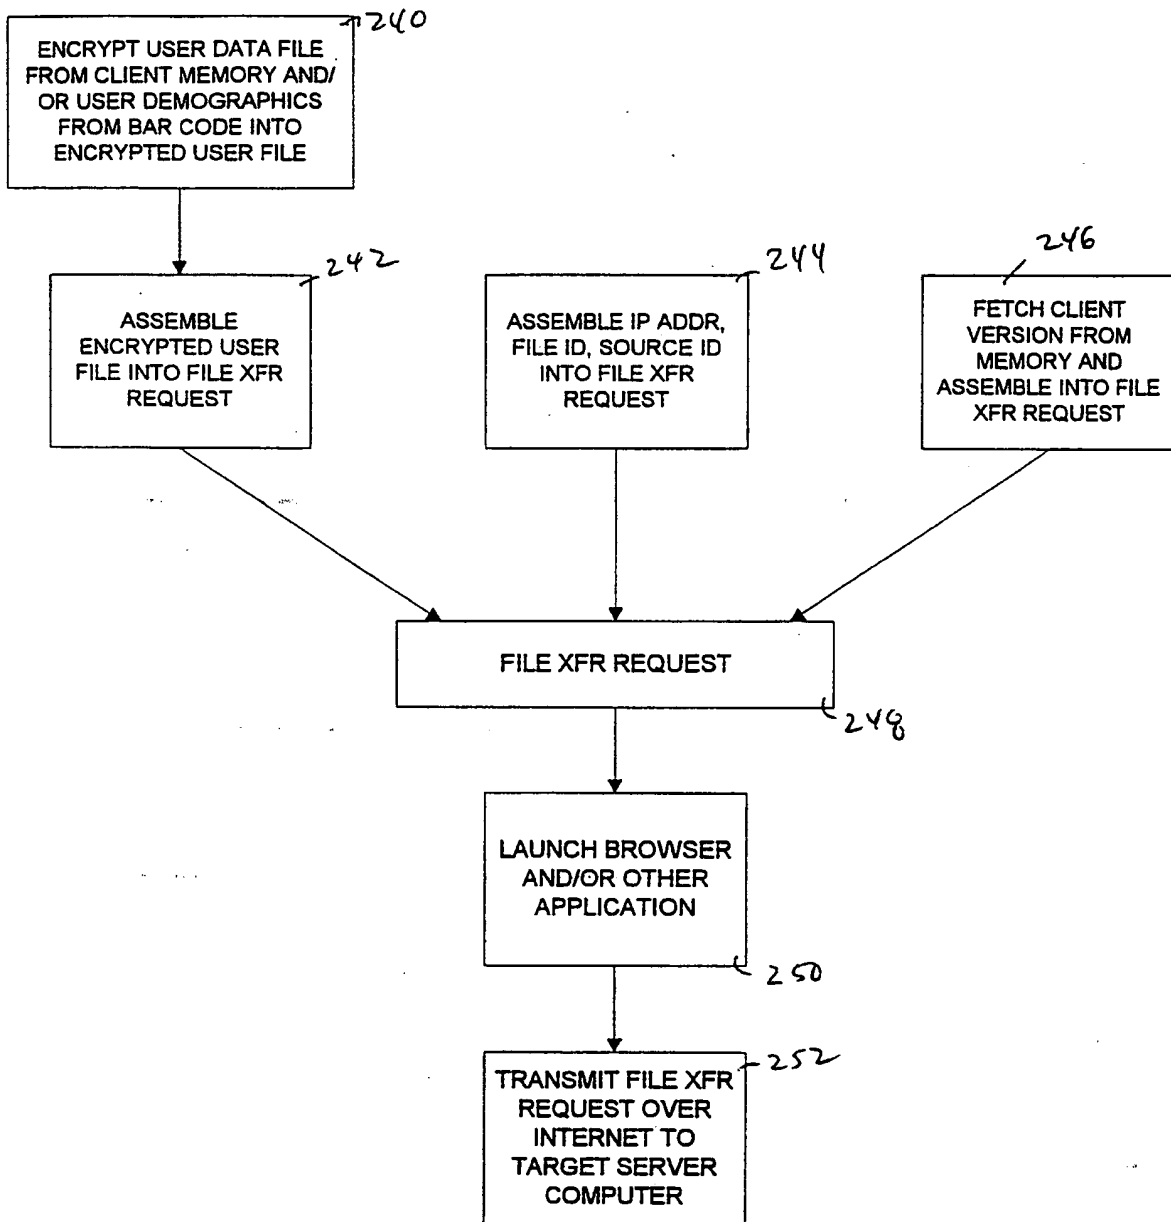 240
ENCRYPT USER DATA FILE
FROM CLIENT MEMORY AND/
OR USER DEMOGRAPHICS
FROM BAR CODE INTO
ENCRYPTED USER FILE
242
ASSEMBLE
ENCRYPTED USER
FILE INTO FILE XFR
REQUEST
244
ASSEMBLE IP ADDR,
FILE ID, SOURCE ID
INTO FILE XFR
REQUEST
246
FETCH CLIENT
VERSION FROM
MEMORY AND
ASSEMBLE INTO FILE
XFR REQUEST
FILE XFR REQUEST
248
LAUNCH BROWSER
AND/OR OTHER
APPLICATION
250
252
TRANSMIT FILE XFR
REQUEST OVER
INTERNET TO
TARGET SERVER
COMPUTER